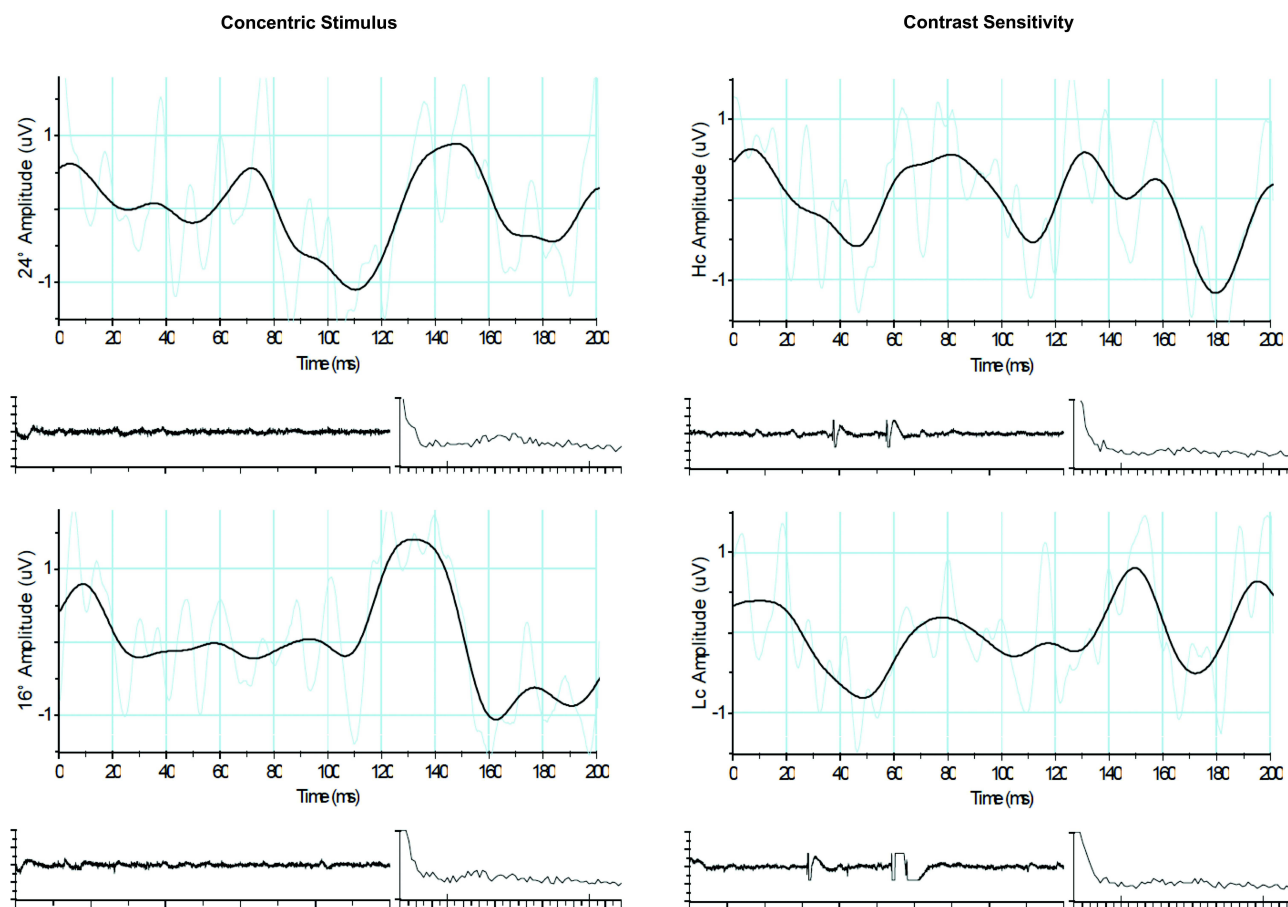 Concentric Stimulus
Contrast Sensitivity
24° Amplitude (uV)
1
-1
0 20 40 60 80 100 120 140 160 180 200
Time (ms)
Hc Amplitude (uV)
1
-1
0 20 40 60 80 100 120 140 160 180 200
Time (ms)
16° Amplitude (uV)
1
-1
0 20 40 60 80 100 120 140 160 180 200
Time (ms)
Lc Amplitude (uV)
1
-1
0 20 40 60 80 100 120 140 160 180 200
Time (ms)